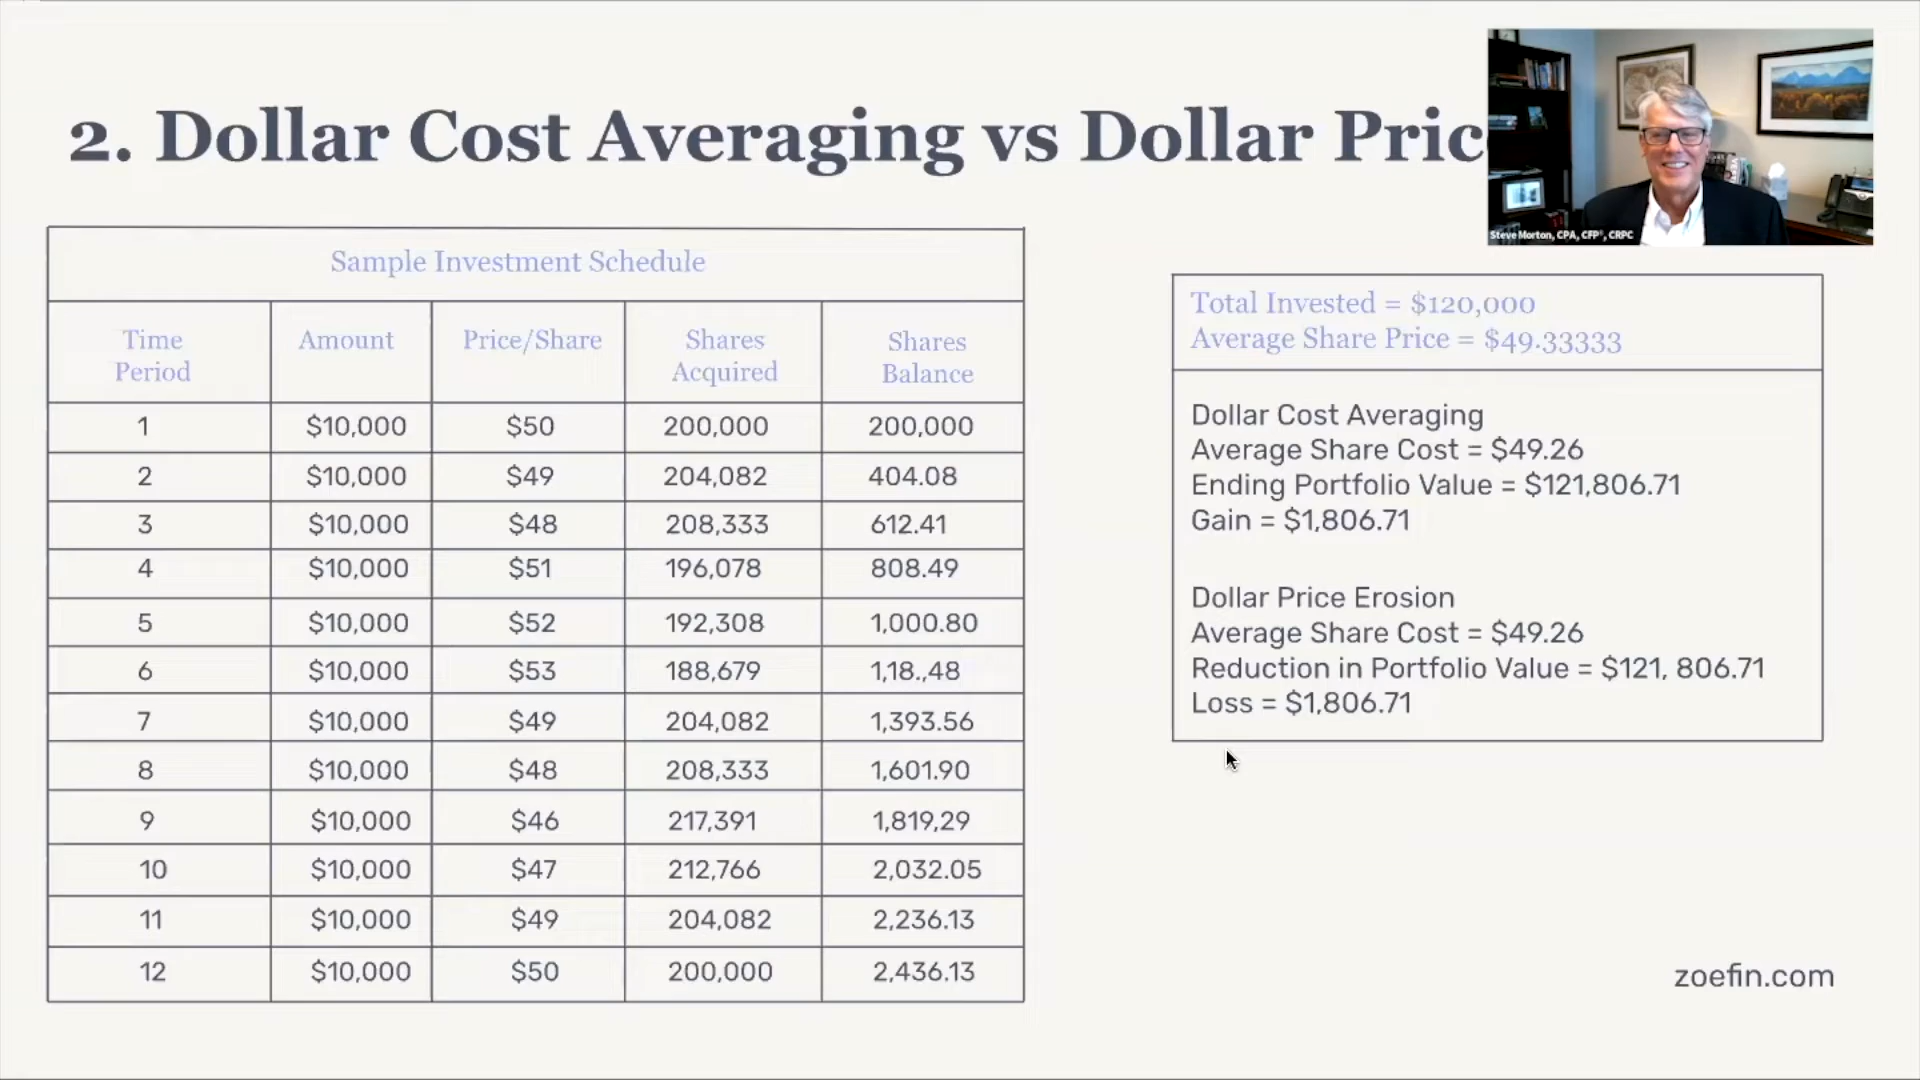 2. Dollar Cost Averaging vs Dollar Pric
Steve Morton, CPA, CFP®, CRPC
Sample Investment Schedule
Time Period Amount Price/Share Shares Acquired Shares Balance
1 $10,000 $50 200,000 200,000
2 $10,000 $49 204,082 404.08
3 $10,000 $48 208,333 612.41
4 $10,000 $51 196,078 808.49
5 $10,000 $52 192,308 1,000.80
6 $10,000 $53 188,679 1,18.,48
7 $10,000 $49 204,082 1,393.56
8 $10,000 $48 208,333 1,601.90
9 $10,000 $46 217,391 1,819,29
10 $10,000 $47 212,766 2,032.05
11 $10,000 $49 204,082 2,236.13
12 $10,000 $50 200,000 2,436.13
Total Invested = $120,000
Average Share Price = $49.33333
Dollar Cost Averaging
Average Share Cost = $49.26
Ending Portfolio Value = $121,806.71
Gain = $1,806.71
Dollar Price Erosion
Average Share Cost = $49.26
Reduction in Portfolio Value = $121, 806.71
Loss = $1,806.71
zoefin.com